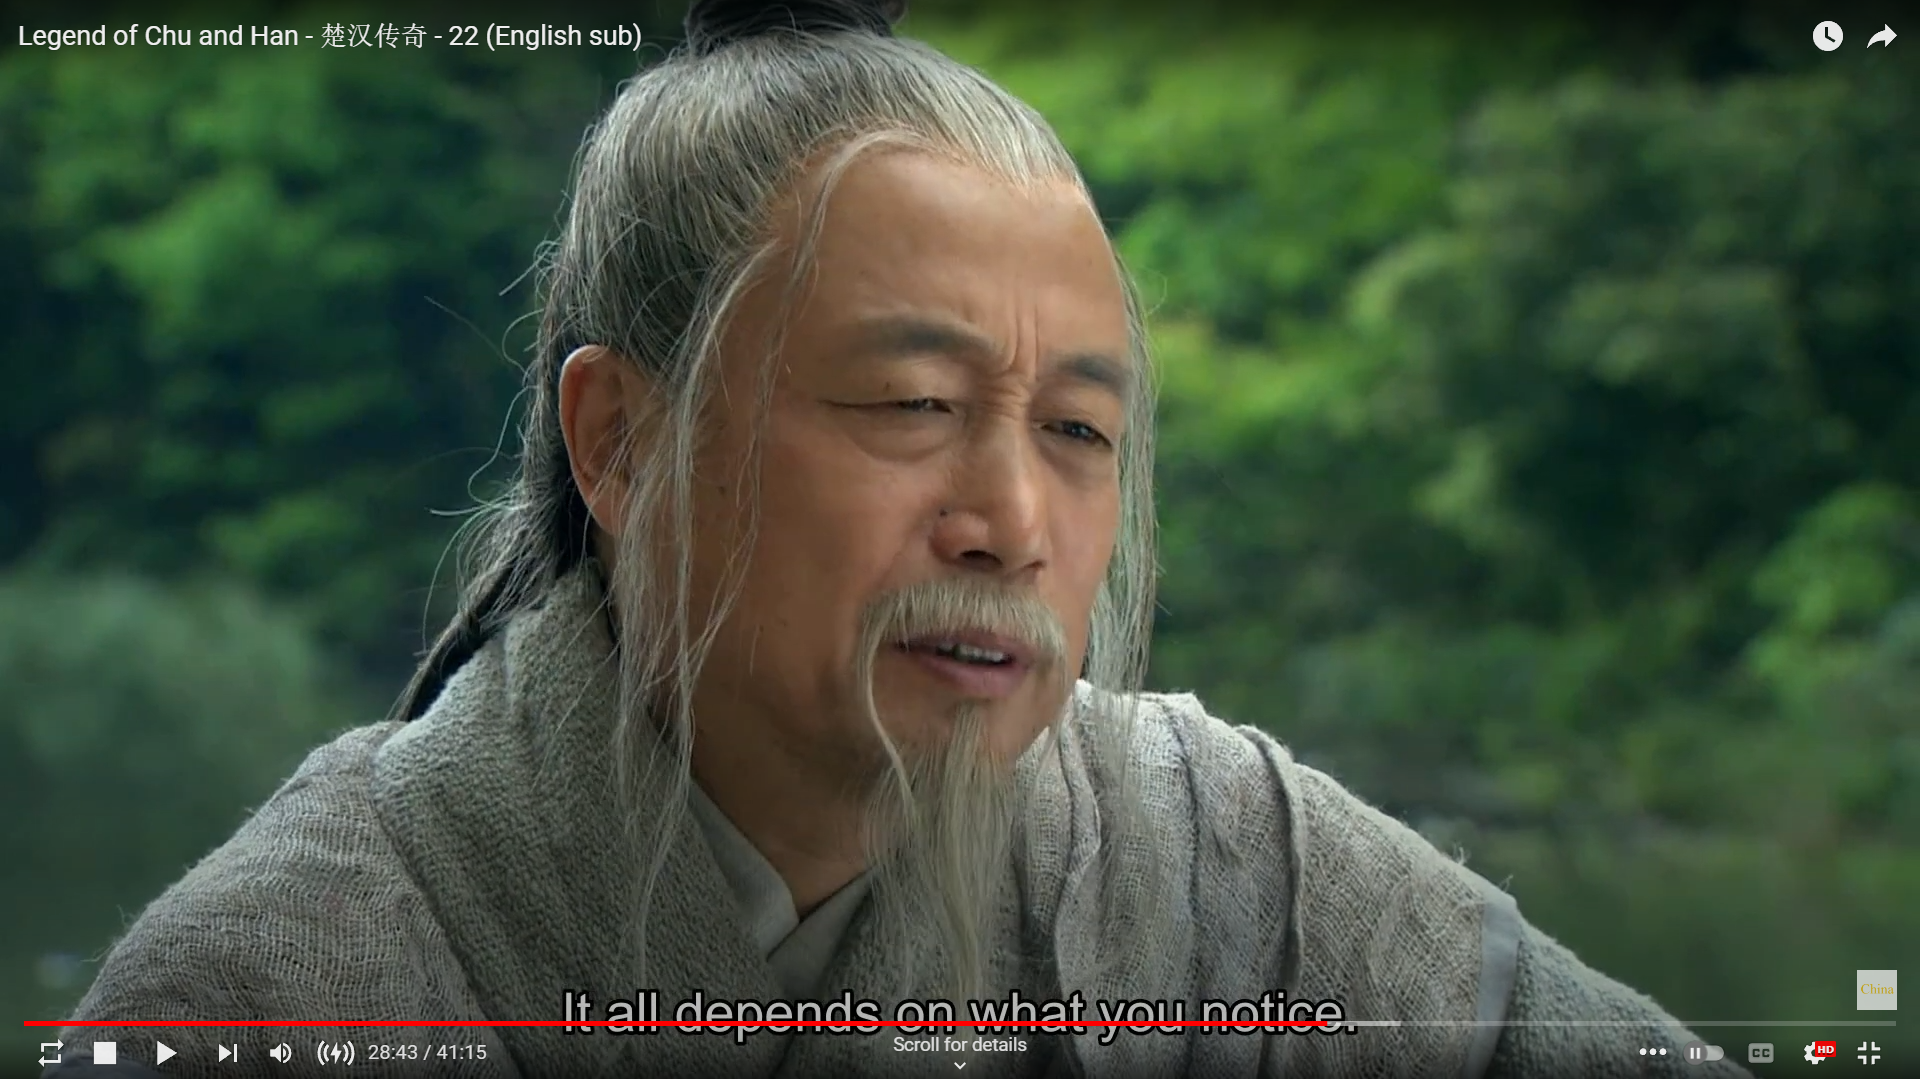 Legend of Chu and Han - 楚汉传奇 - 22 (English sub)
It all depends on what you notice.
China
Scroll for details
28:43 / 41:15
CC
HD